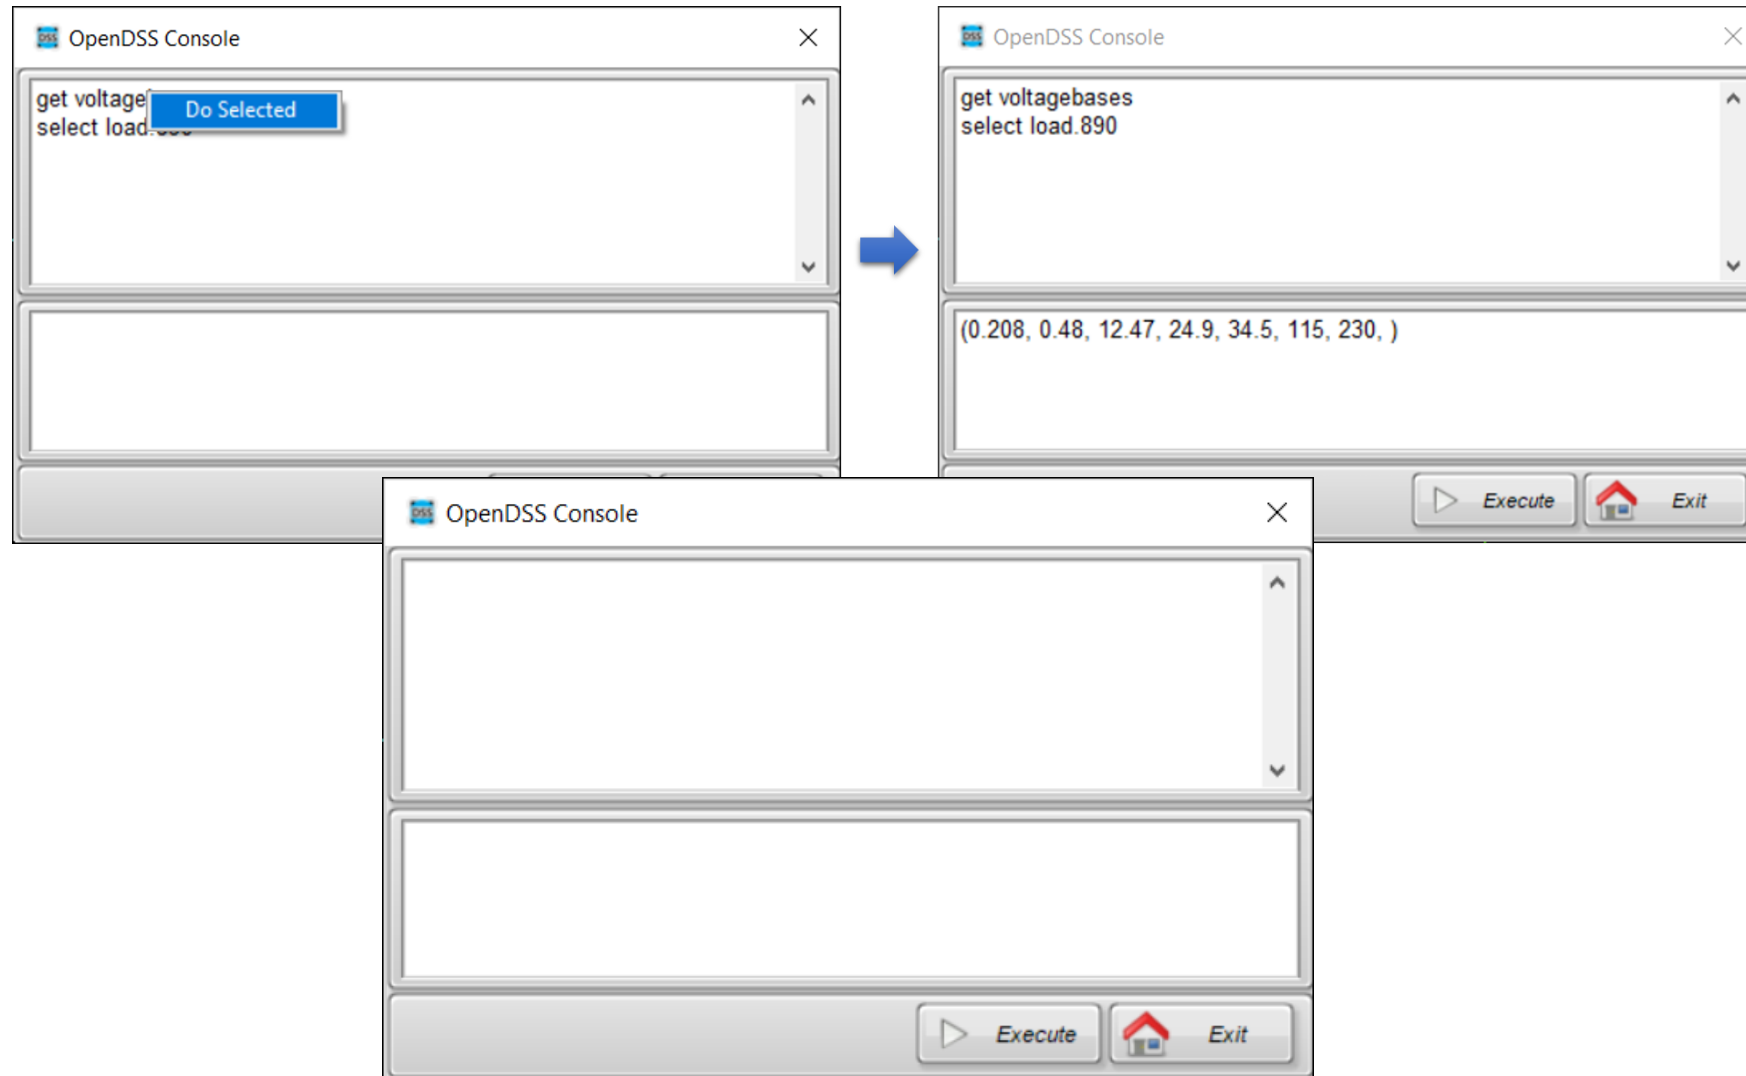 OpenDSS Console
get voltage
Do Selected
select load.
OpenDSS Console
get voltagebases
select load.890
(0.208, 0.48, 12.47, 24.9, 34.5, 115, 230, )
Execute
Exit
OpenDSS Console
Execute
Exit